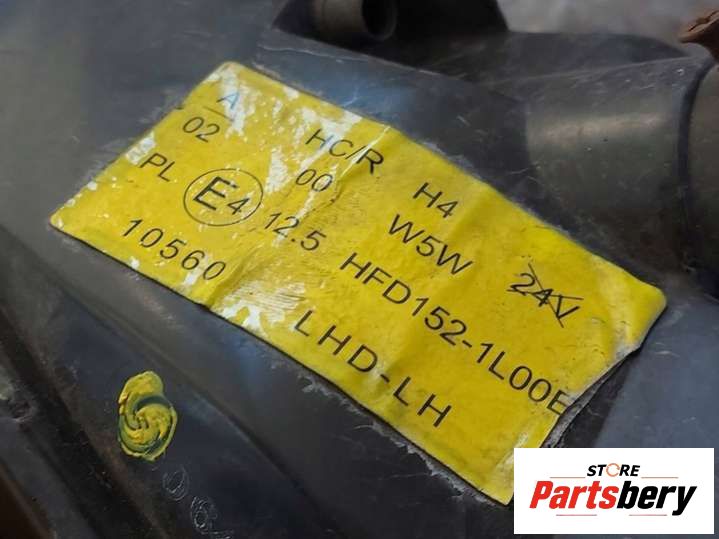 A HC/R H4
02 00 W5W 24V
PL E4 12.5 HFD152-1L00E
10560 LHD-LH
STORE
Partsbery